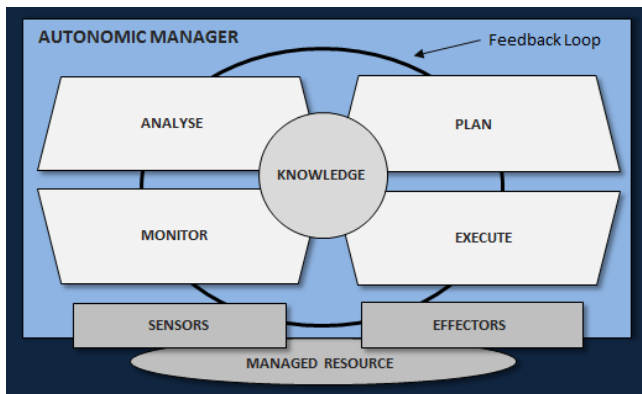 AUTONOMIC MANAGER
Feedback Loop
ANALYSE
PLAN
KNOWLEDGE
MONITOR
EXECUTE
SENSORS
EFFECTORS
MANAGED RESOURCE